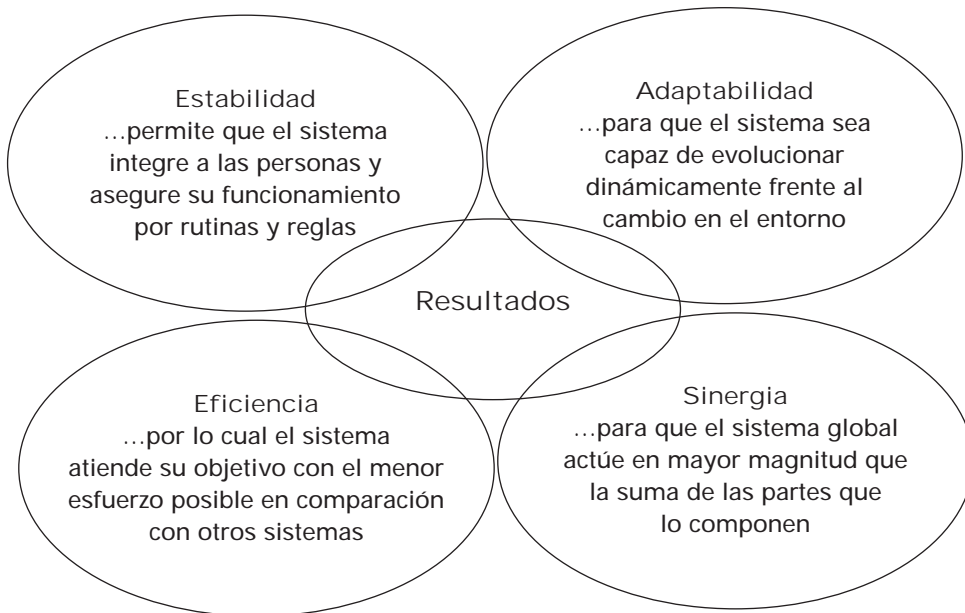 Estabilidad
...permite que el sistema
integre a las personas y
asegure su funcionamiento
por rutinas y reglas
Adaptabilidad
...para que el sistema sea
capaz de evolucionar
dinámicamente frente al
cambio en el entorno
Resultados
Eficiencia
...por lo cual el sistema
atiende su objetivo con el menor
esfuerzo posible en comparación
con otros sistemas
Sinergia
...para que el sistema global
actúe en mayor magnitud que
la suma de las partes que
lo componen